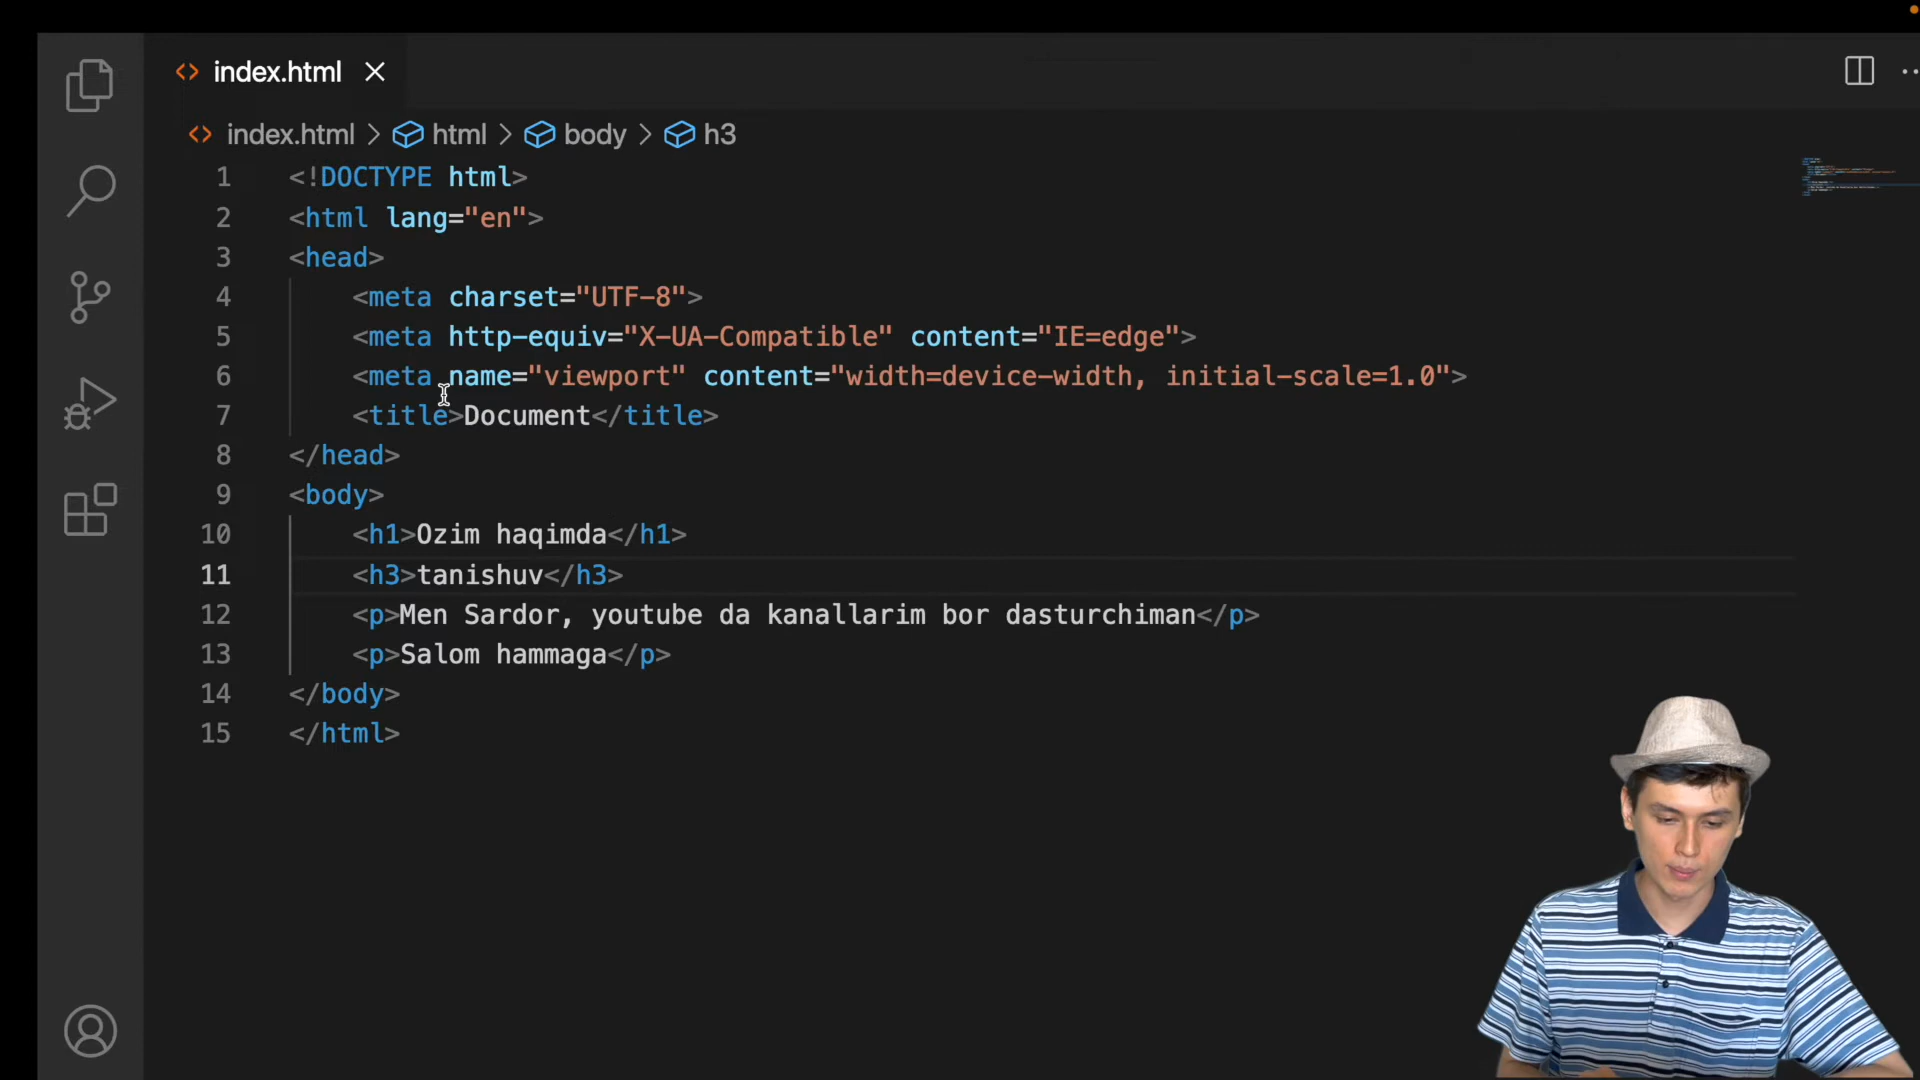 index.html
index.html > html > body > h3
1 <!DOCTYPE html>
2 <html lang="en">
3 <head>
4 <meta charset="UTF-8">
5 <meta http-equiv="X-UA-Compatible" content="IE=edge">
6 <meta name="viewport" content="width=device-width, initial-scale=1.0">
7 <title>Document</title>
8 </head>
9 <body>
10 <h1>Ozim haqimda</h1>
11 <h3>tanishuv</h3>
12 <p>Men Sardor, youtube da kanallarim bor dasturchiman</p>
13 <p>Salom hammaga</p>
14 </body>
15 </html>